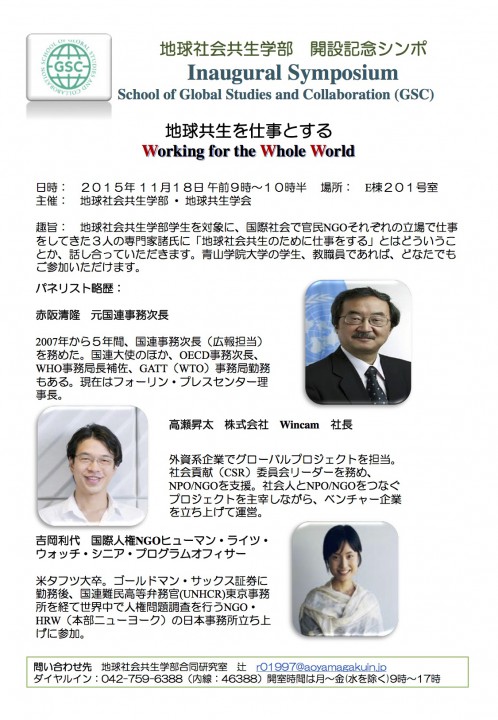 GSC
SCHOOL OF GLOBAL STUDIES AND COLLABORATION
地球社会共生学部　開設記念シンポ
Inaugural Symposium
School of Global Studies and Collaboration (GSC)
地球共生を仕事とする
Working for the Whole World
日時：　２０１５年 １１月１８日 午前９時～１０時半　場所：　E棟２０１号室
主催：　地球社会共生学部 ・ 地球共生学会
趣旨：　地球社会共生学部学生を対象に、国際社会で官民NGOそれぞれの立場で仕事
をしてきた３人の専門家諸氏に「地球社会共生のために仕事をする」とはどういうこ
とか、話し合っていただきます。青山学院大学の学生、教職員であれば、どなたでも
ご参加いただけます。
パネリスト略歴：
赤阪清隆　元国連事務次長
2007年から５年間、国連事務次長（広報担当）
を務めた。国連大使のほか、OECD事務次長、
WHO事務局長補佐、GATT（WTO）事務局勤務
もある。現在はフォーリン・プレスセンター理
事長。
高瀬昇太　株式会社　Wincam　社長
外資系企業でグローバルプロジェクトを担当。
社会貢献（CSR）委員会リーダーを務め、
NPO/NGOを支援。社会人とNPO/NGOをつなぐ
プロジェクトを主宰しながら、ベンチャー企業
を立ち上げて運営。
吉岡利代　国際人権NGOヒューマン・ライツ・
ウォッチ・シニア・プログラムオフィサー
米タフツ大卒。ゴールドマン・サックス証券に
勤務後、国連難民高等弁務官(UNHCR)東京事務
所を経て世界中で人権問題調査を行うNGO・
HRW（本部ニューヨーク）の日本事務所立ち上
げに参加。
問い合わせ先　地球社会共生学部合同研究室　辻　r01997@aoyamagakuin.jp
ダイヤルイン：042-759-6388（内線：46388）開室時間は月～金(水を除く)9時～17時